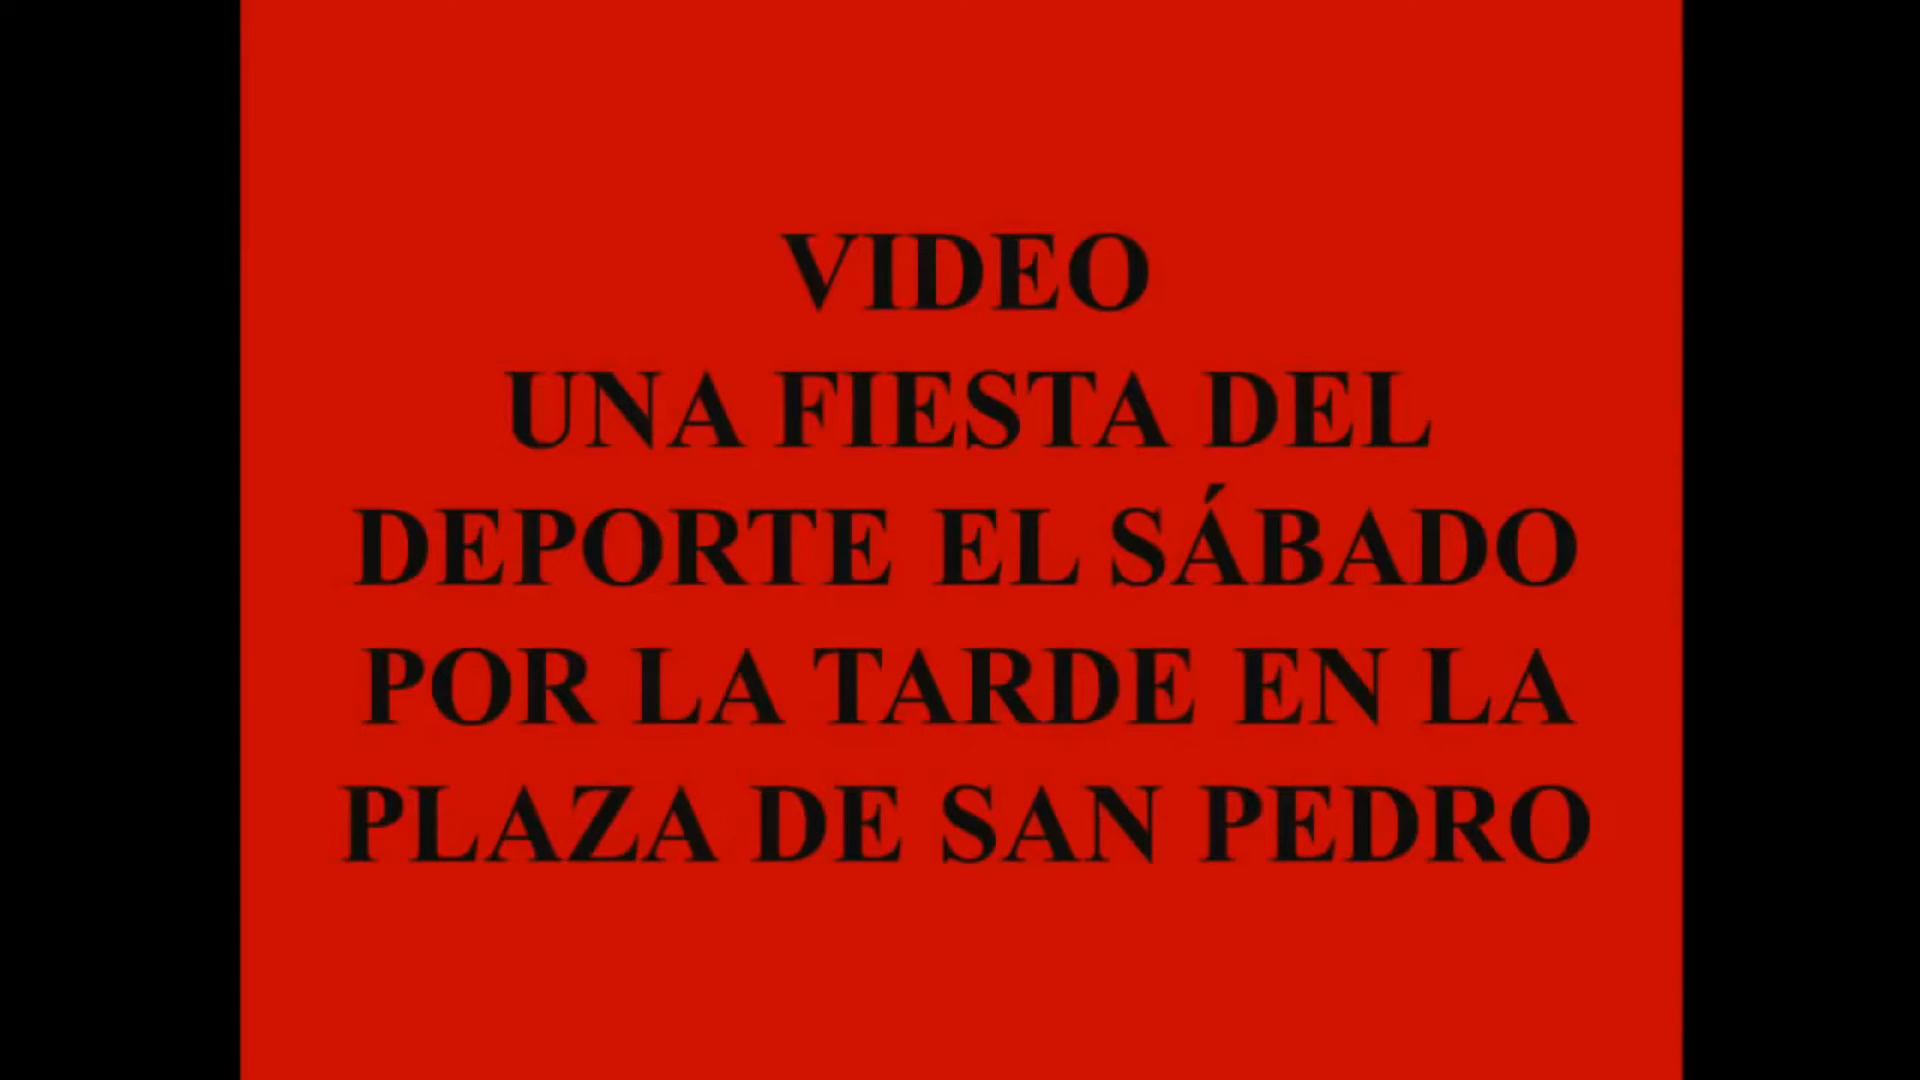 VIDEO
UNA FIESTA DEL
DEPORTE EL SÁBADO
POR LA TARDE EN LA
PLAZA DE SAN PEDRO